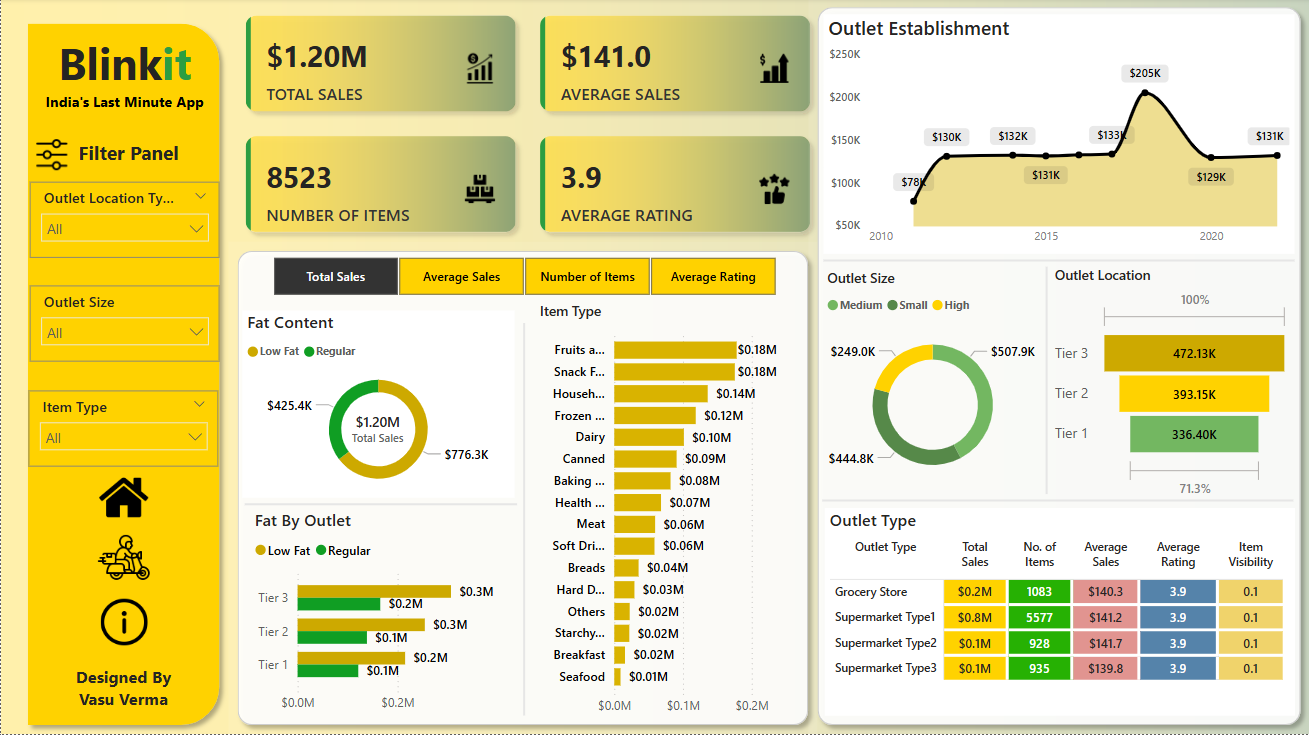 Blinkit
India's Last Minute App
Filter Panel
Outlet Location Ty...
All
Outlet Size
All
Item Type
All
Designed By
Vasu Verma
$1.20M
TOTAL SALES
$141.0
AVERAGE SALES
8523
NUMBER OF ITEMS
3.9
AVERAGE RATING
Total Sales
Average Sales
Number of Items
Average Rating
Fat Content
Low Fat
Regular
$425.4K
$1.20M
Total Sales
$776.3K
Fat By Outlet
Low Fat
Regular
Tier 3
$0.3M
$0.2M
Tier 2
$0.3M
$0.1M
Tier 1
$0.2M
$0.1M
$0.0M
$0.2M
Item Type
Fruits a...
$0.18M
Snack F...
$0.18M
Househ...
$0.14M
Frozen ...
$0.12M
Dairy
$0.10M
Canned
$0.09M
Baking ...
$0.08M
Health ...
$0.07M
Meat
$0.06M
Soft Dri...
$0.06M
Breads
$0.04M
Hard D...
$0.03M
Others
$0.02M
Starchy...
$0.02M
Breakfast
$0.02M
Seafood
$0.01M
$0.0M
$0.1M
$0.2M
Outlet Establishment
$250K
$200K
$150K
$100K
$50K
$78K
$130K
$132K
$131K
$133K
$205K
$129K
$131K
2010
2015
2020
Outlet Size
Medium
Small
High
$249.0K
$507.9K
$444.8K
Outlet Location
100%
Tier 3
472.13K
Tier 2
393.15K
Tier 1
336.40K
71.3%
Outlet Type
Outlet Type Total Sales No. of Items Average Sales Average Rating Item Visibility
Grocery Store $0.2M 1083 $140.3 3.9 0.1
Supermarket Type1 $0.8M 5577 $141.2 3.9 0.1
Supermarket Type2 $0.1M 928 $141.7 3.9 0.1
Supermarket Type3 $0.1M 935 $139.8 3.9 0.1